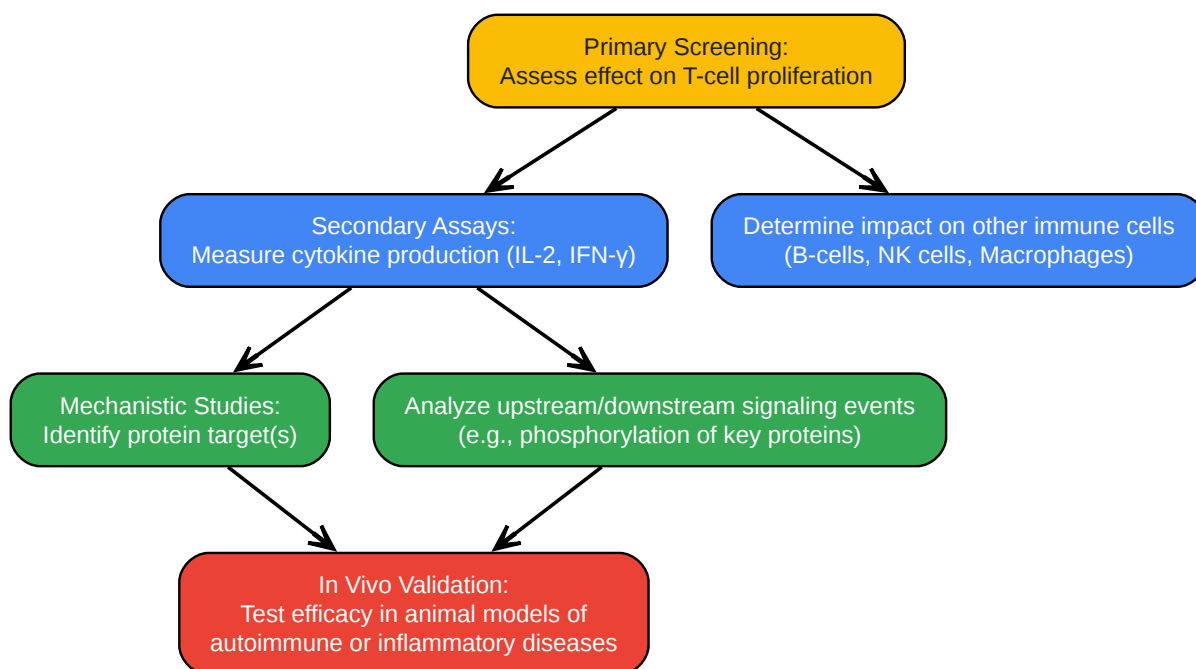 Primary Screening:
Assess effect on T-cell proliferation
Secondary Assays:
Measure cytokine production (IL-2, IFN-γ)
Determine impact on other immune cells
(B-cells, NK cells, Macrophages)
Mechanistic Studies:
Identify protein target(s)
Analyze upstream/downstream signaling events
(e.g., phosphorylation of key proteins)
In Vivo Validation:
Test efficacy in animal models of
autoimmune or inflammatory diseases